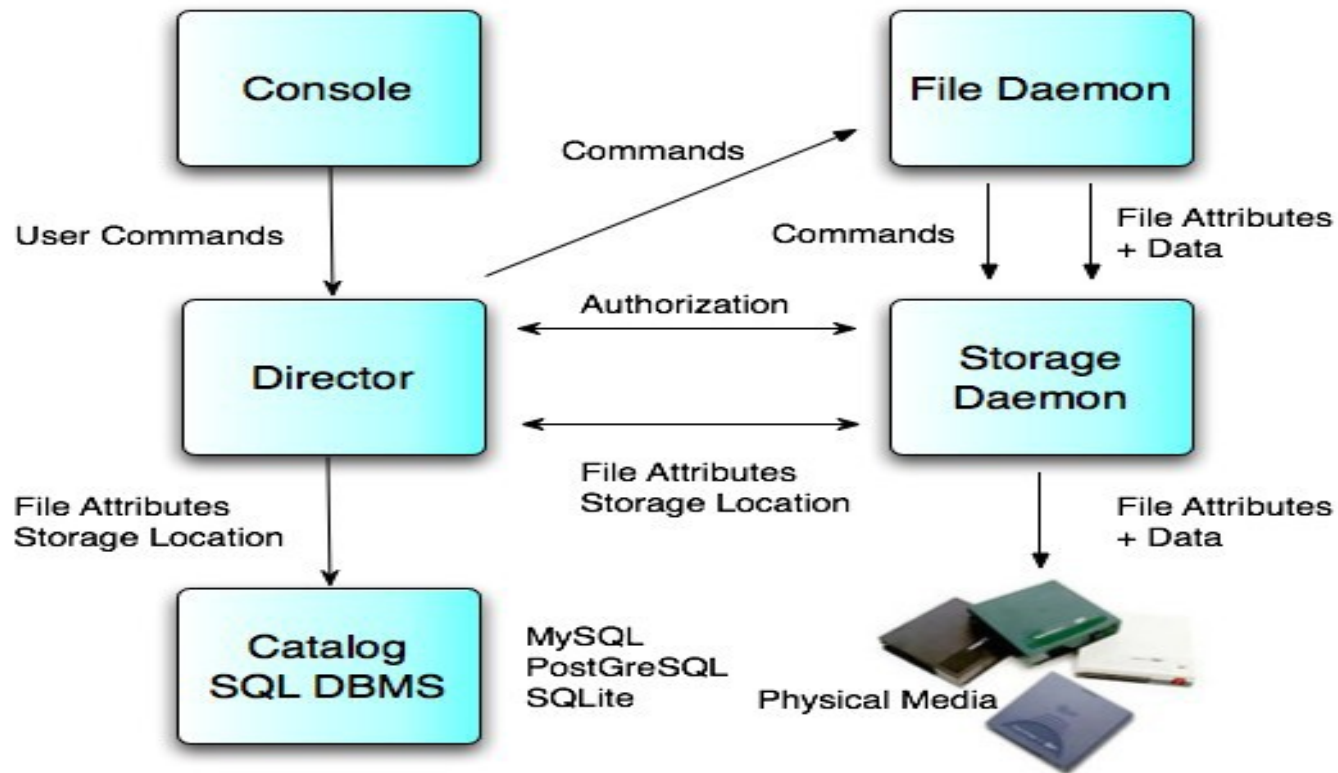 Console
File Daemon
Commands
User Commands
Commands
File Attributes
+ Data
Authorization
Director
Storage
Daemon
File Attributes
Storage Location
File Attributes
Storage Location
File Attributes
+ Data
Catalog
SQL DBMS
MySQL
PostGreSQL
SQLite
Physical Media